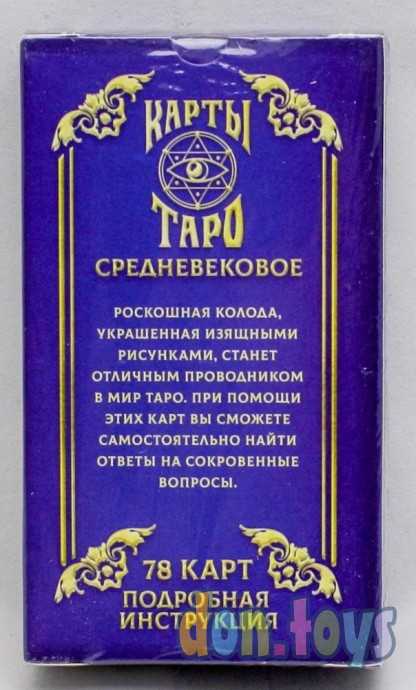 КАРТЫ
ТАРО
СРЕДНЕВЕКОВОЕ
РОСКОШНАЯ КОЛОДА,
УКРАШЕННАЯ ИЗЯЩНЫМИ
РИСУНКАМИ, СТАНЕТ
ОТЛИЧНЫМ ПРОВОДНИКОМ
В МИР ТАРО. ПРИ ПОМОЩИ
ЭТИХ КАРТ ВЫ СМОЖЕТЕ
САМОСТОЯТЕЛЬНО НАЙТИ
ОТВЕТЫ НА СОКРОВЕННЫЕ
ВОПРОСЫ.
78 КАРТ
ПОДРОБНАЯ
ИНСТРУКЦИЯ
don.toys